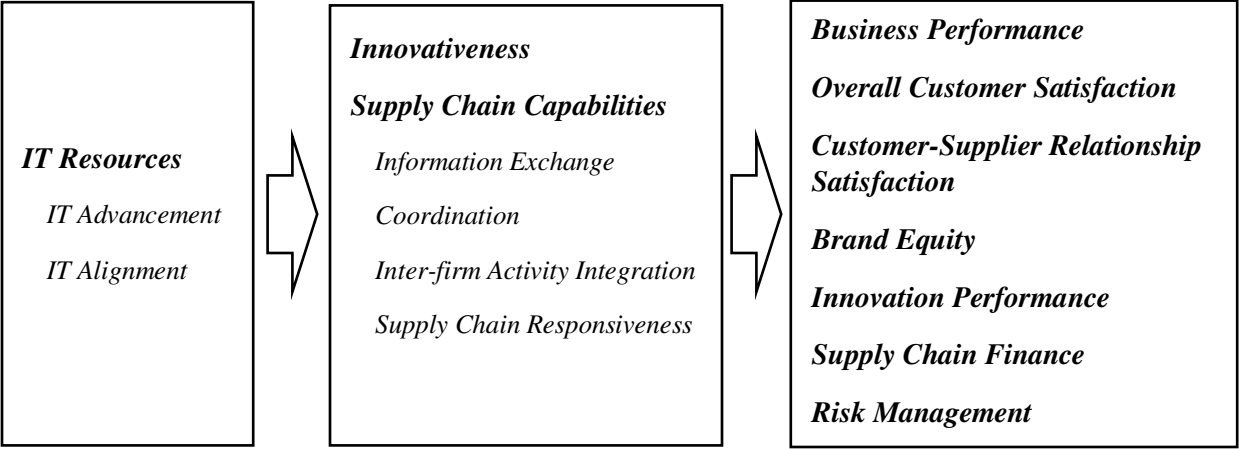 IT Resources
IT Advancement
IT Alignment
Innovativeness
Supply Chain Capabilities
Information Exchange
Coordination
Inter-firm Activity Integration
Supply Chain Responsiveness
Business Performance
Overall Customer Satisfaction
Customer-Supplier Relationship
Satisfaction
Brand Equity
Innovation Performance
Supply Chain Finance
Risk Management